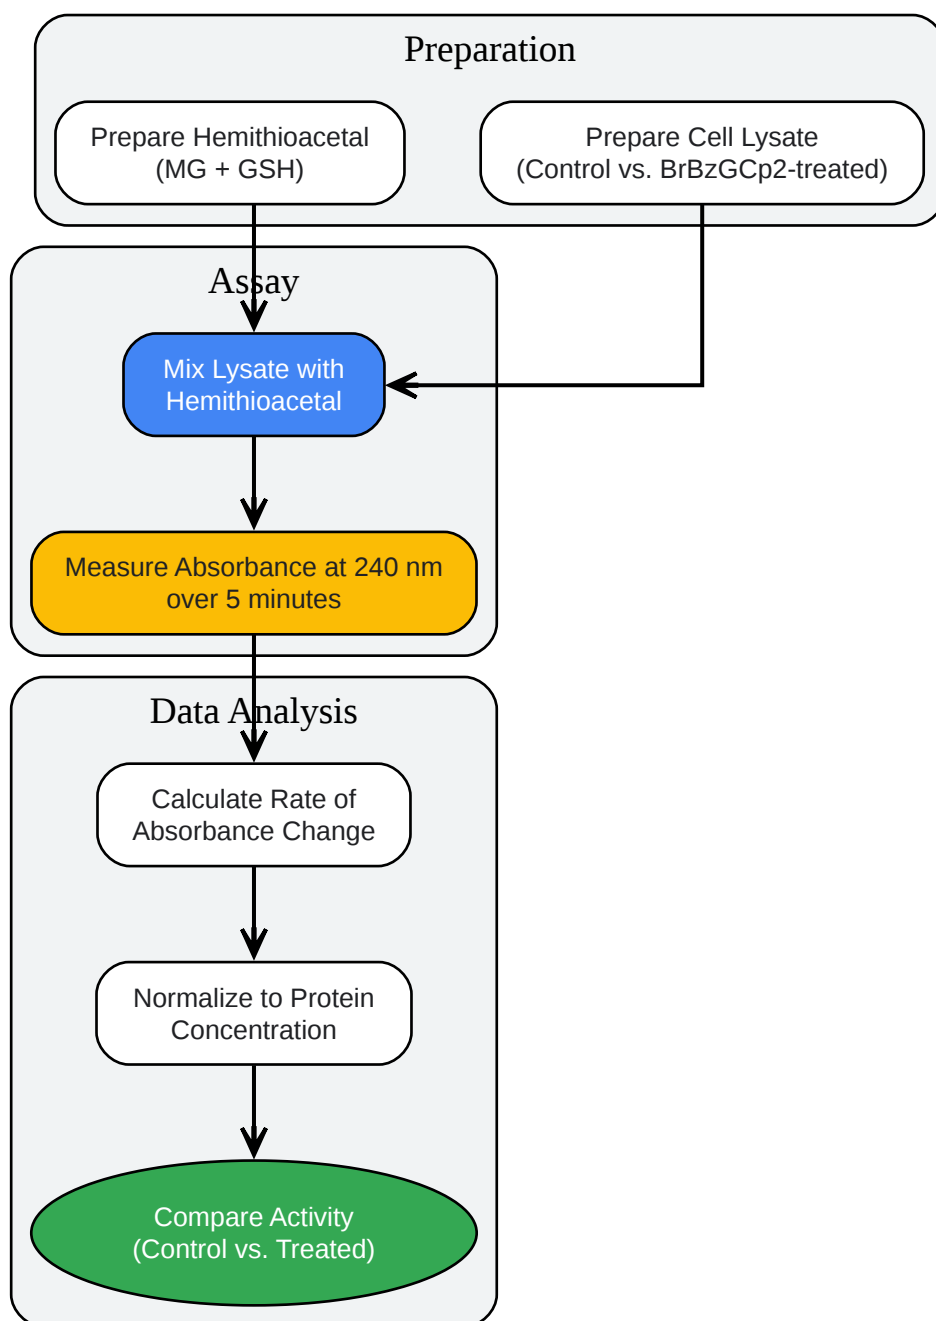 Preparation
Prepare Hemithioacetal
(MG + GSH)
Prepare Cell Lysate
(Control vs. BrBzGCp2-treated)
Assay
Mix Lysate with
Hemithioacetal
Measure Absorbance at 240 nm
over 5 minutes
Data Analysis
Calculate Rate of
Absorbance Change
Normalize to Protein
Concentration
Compare Activity
(Control vs. Treated)